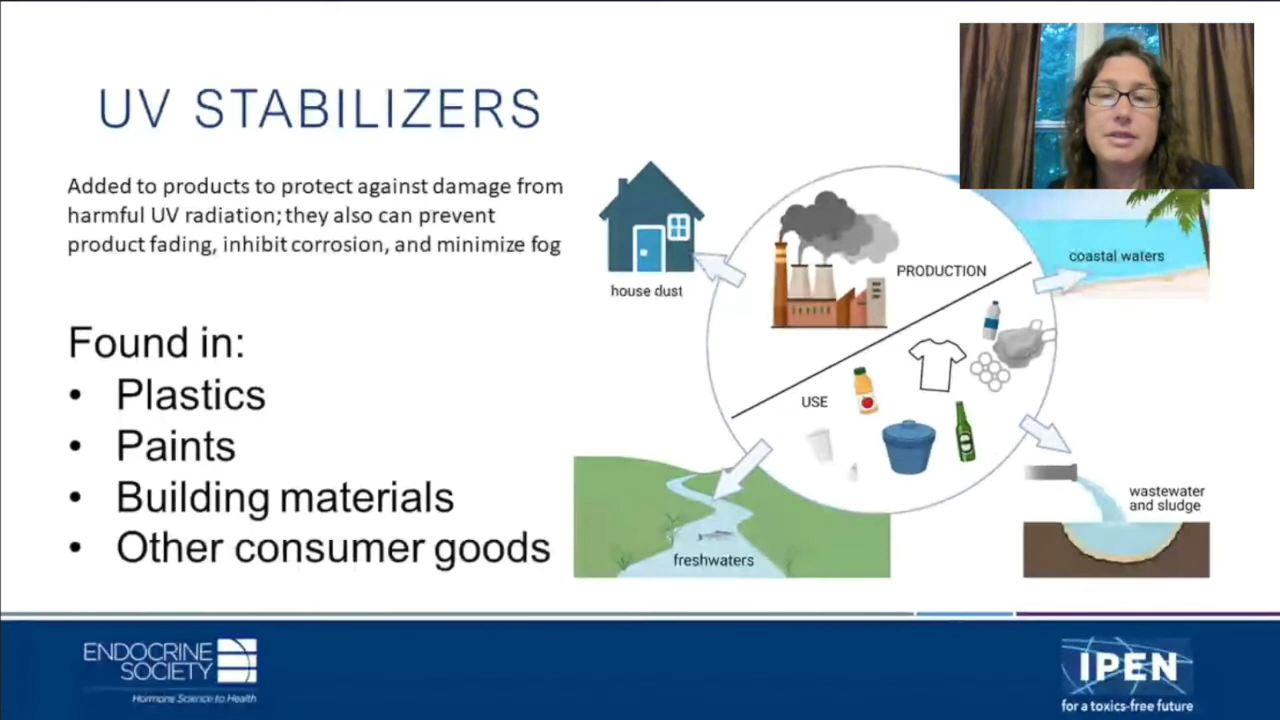 UV STABILIZERS
Added to products to protect against damage from
harmful UV radiation; they also can prevent
product fading, inhibit corrosion, and minimize fog
Found in:
• Plastics
• Paints
• Building materials
• Other consumer goods
house dust
PRODUCTION
coastal waters
USE
wastewater
and sludge
freshwaters
ENDOCRINE
SOCIETY
Hormone Science to Health
IPEN
for a toxics-free future